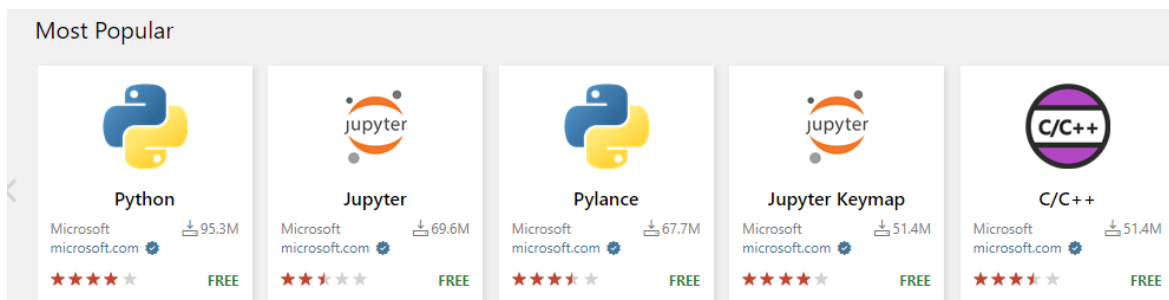 Most Popular
jupyter
jupyter
C/C++
Python
Jupyter
Pylance
Jupyter Keymap
C/C++
Microsoft 95.3M
Microsoft 69.6M
Microsoft 67.7M
Microsoft 51.4M
Microsoft 51.4M
microsoft.com
microsoft.com
microsoft.com
microsoft.com
microsoft.com
FREE
FREE
FREE
FREE
FREE